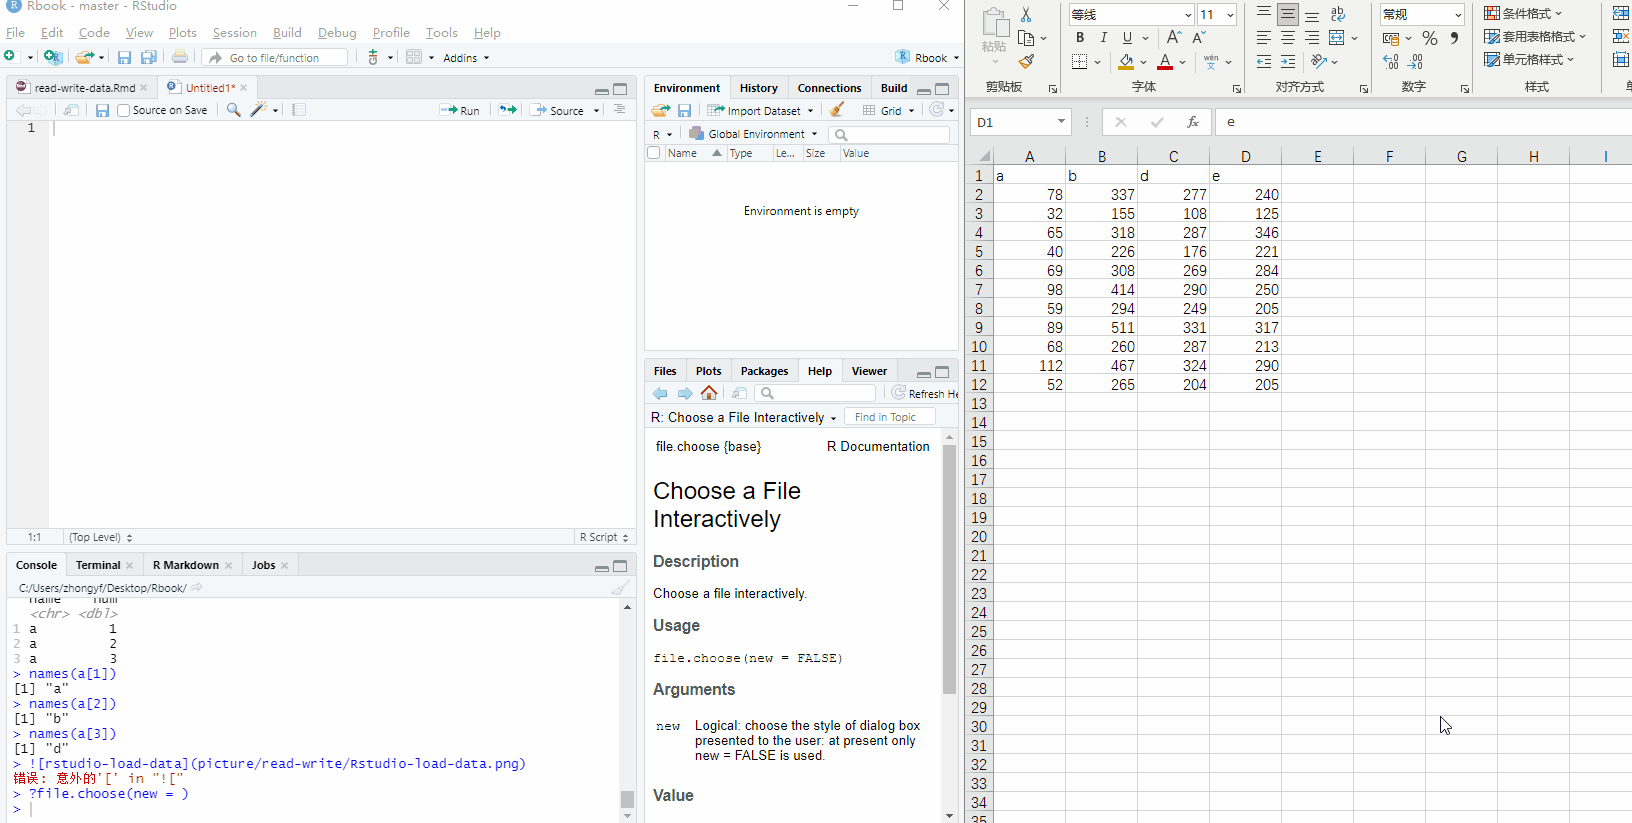 Rbook - master - RStudio
File Edit Code View Plots Session Build Debug Profile Tools Help
Go to file/function Addins Rbook
read-write-data.Rmd Untitled1*
Source on Save Run Source
1
1:1 (Top Level) R Script
Console Terminal R Markdown Jobs
C:/Users/zhongyf/Desktop/Rbook/
name num
<chr> <dbl>
1 a 1
2 a 2
3 a 3
> names(a[1])
[1] "a"
> names(a[2])
[1] "b"
> names(a[3])
[1] "d"
> ![rstudio-load-data](picture/read-write/Rstudio-load-data.png)
错误: 意外的'[' in "!["
> ?file.choose(new = )
>
Environment History Connections Build
Import Dataset Grid
R Global Environment
Name Type Le... Size Value
Environment is empty
Files Plots Packages Help Viewer
Refresh He
R: Choose a File Interactively Find in Topic
file.choose {base} R Documentation
Choose a File
Interactively
Description
Choose a file interactively.
Usage
file.choose(new = FALSE)
Arguments
new Logical: choose the style of dialog box
presented to the user: at present only
new = FALSE is used.
Value
粘贴 等线 11 ab 常规 条件格式
B I U A A % 套用表格格式
A wén 文 .00 .00 单元格样式
剪贴板 字体 对齐方式 数字 样式
D1 fx e
A B C D E F G H I
1 a b d e
2 78 337 277 240
3 32 155 108 125
4 65 318 287 346
5 40 226 176 221
6 69 308 269 284
7 98 414 290 250
8 59 294 249 205
9 89 511 331 317
10 68 260 287 213
11 112 467 324 290
12 52 265 204 205
13
14
15
16
17
18
19
20
21
22
23
24
25
26
27
28
29
30
31
32
33
34
35